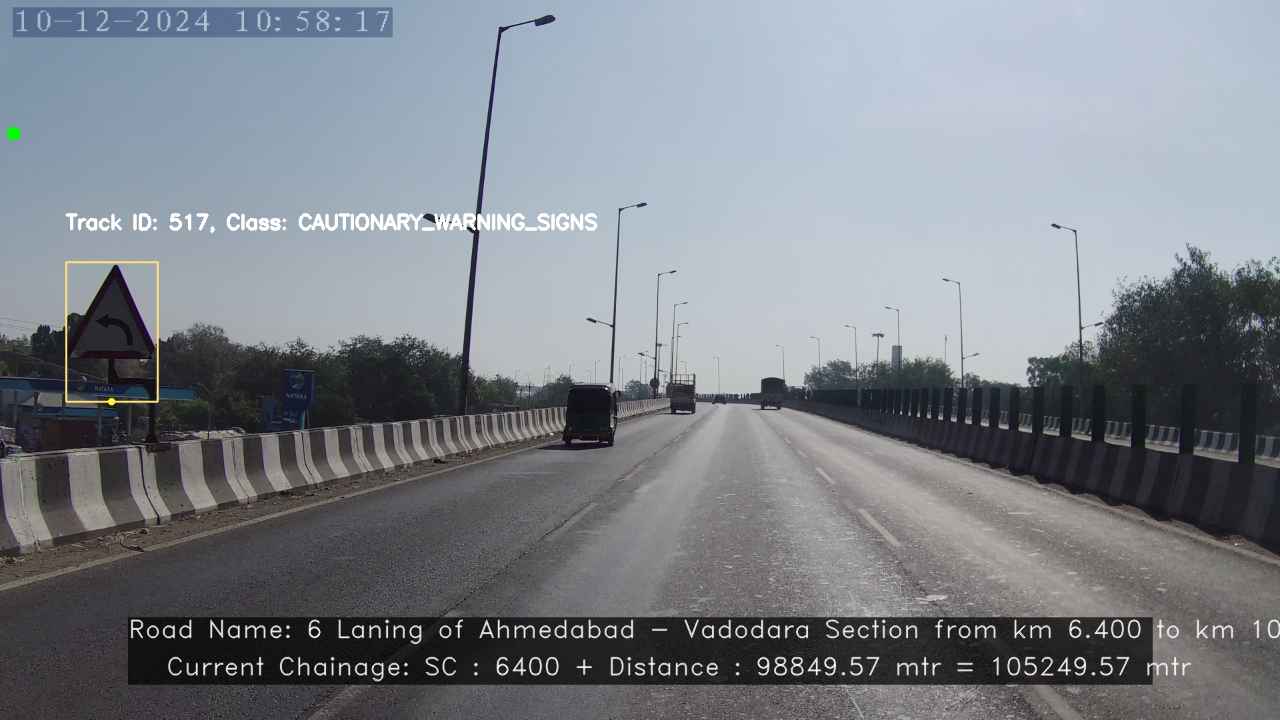 10-12-2024 10:58:17
Track ID: 517, Class: CAUTIONARY_WARNING_SIGNS
NAYARA
Road Name: 6 Laning of Ahmedabad - Vadodara Section from km 6.400 to km 10
Current Chainage: SC : 6400 + Distance : 98849.57 mtr = 105249.57 mtr